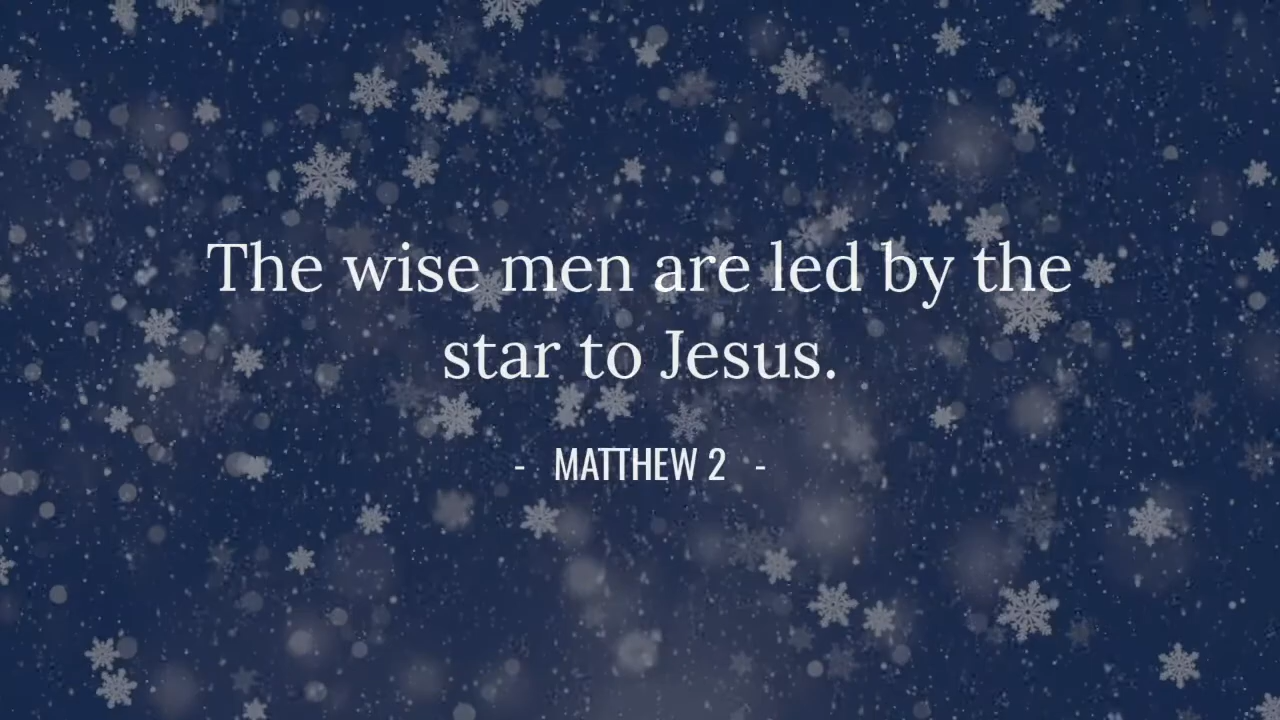 The wise men are led by the
star to Jesus.
- MATTHEW 2 -